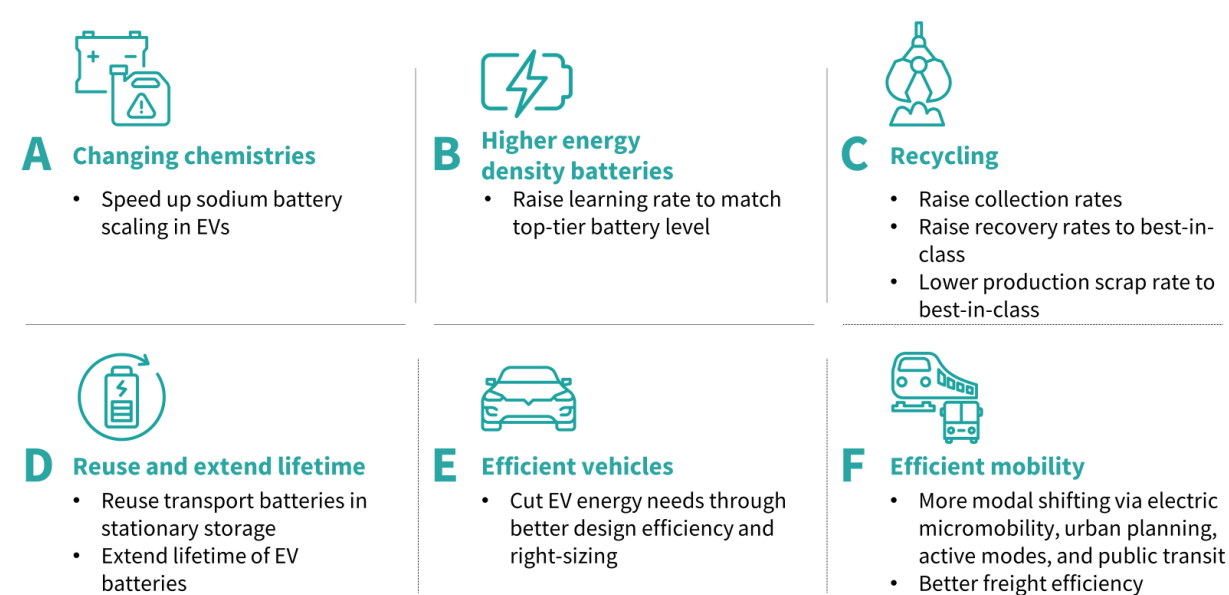 A Changing chemistries
• Speed up sodium battery
scaling in EVs
B Higher energy
density batteries
• Raise learning rate to match
top-tier battery level
C Recycling
• Raise collection rates
• Raise recovery rates to best-in-
class
• Lower production scrap rate to
best-in-class
D Reuse and extend lifetime
• Reuse transport batteries in
stationary storage
• Extend lifetime of EV
batteries
E Efficient vehicles
• Cut EV energy needs through
better design efficiency and
right-sizing
F Efficient mobility
• More modal shifting via electric
micromobility, urban planning,
active modes, and public transit
• Better freight efficiency